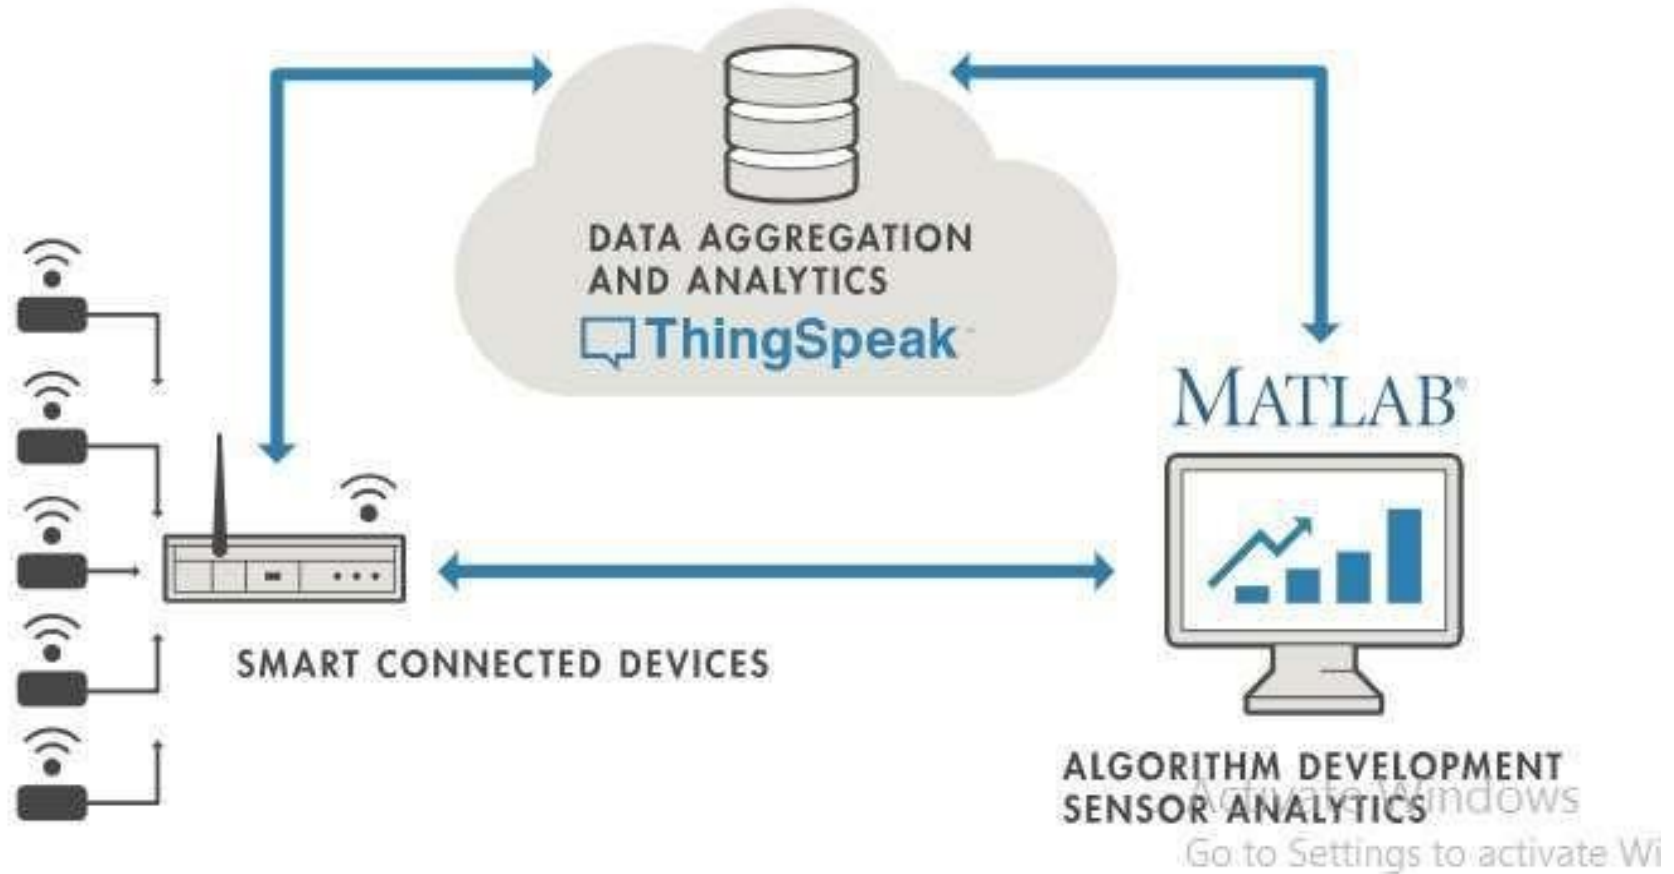 DATA AGGREGATION
AND ANALYTICS
ThingSpeak
MATLAB®
SMART CONNECTED DEVICES
ALGORITHM DEVELOPMENT
SENSOR ANALYTICS
Activate Windows
Go to Settings to activate Wi